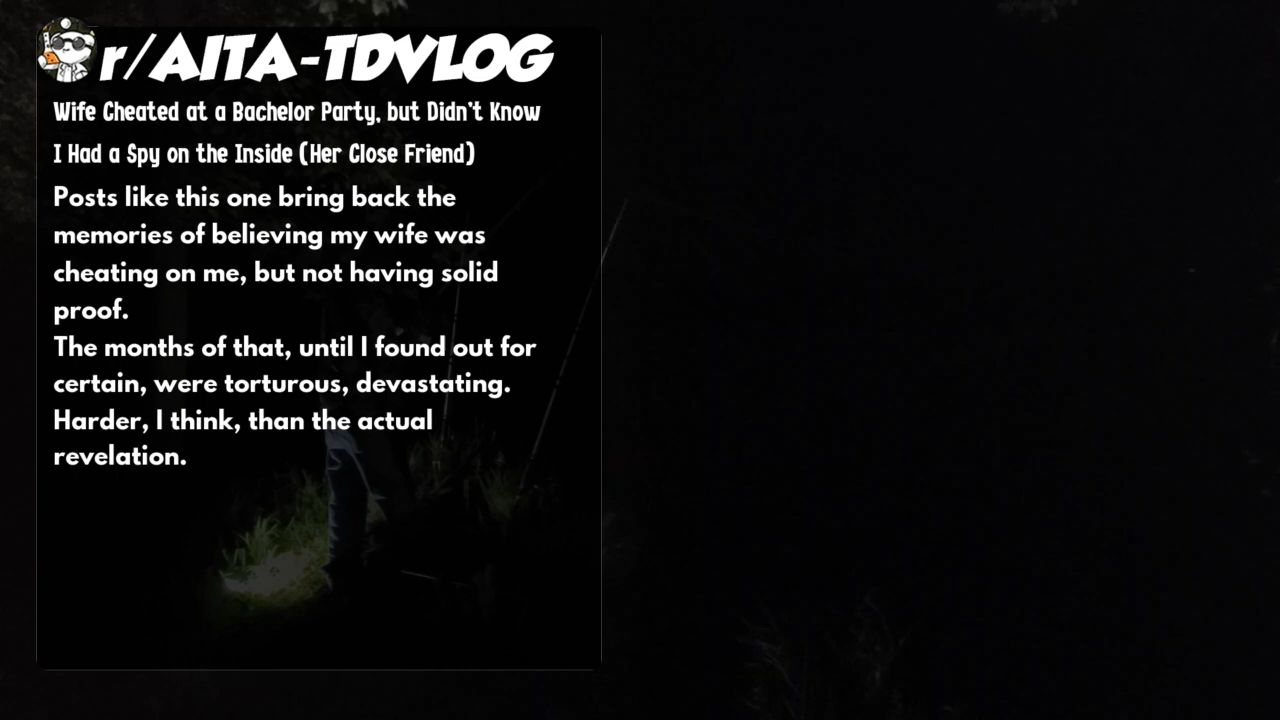 r/AITA-TDVLOG
Wife Cheated at a Bachelor Party, but Didn't Know
I Had a Spy on the Inside (Her Close Friend)
Posts like this one bring back the
memories of believing my wife was
cheating on me, but not having solid
proof.
The months of that, until I found out for
certain, were torturous, devastating.
Harder, I think, than the actual
revelation.